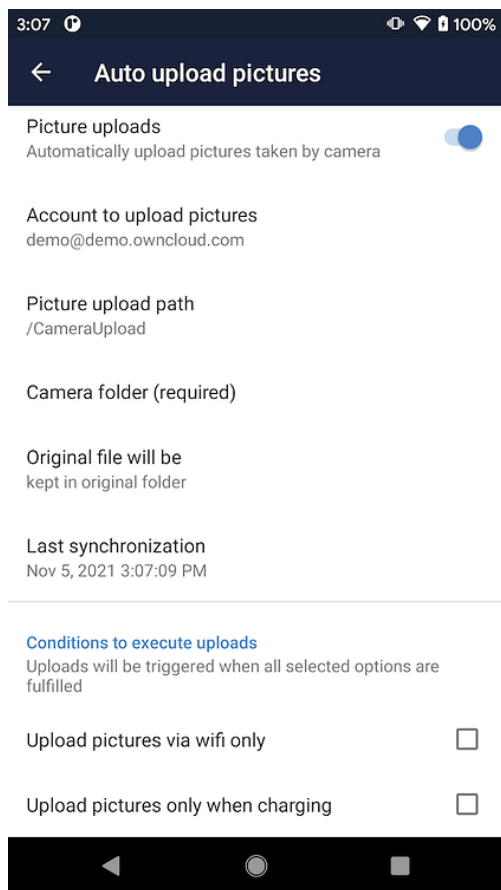 3:07 100%
Auto upload pictures
Picture uploads
Automatically upload pictures taken by camera
Account to upload pictures
demo@demo.owncloud.com
Picture upload path
/CameraUpload
Camera folder (required)
Original file will be
kept in original folder
Last synchronization
Nov 5, 2021 3:07:09 PM
Conditions to execute uploads
Uploads will be triggered when all selected options are
fulfilled
Upload pictures via wifi only
Upload pictures only when charging